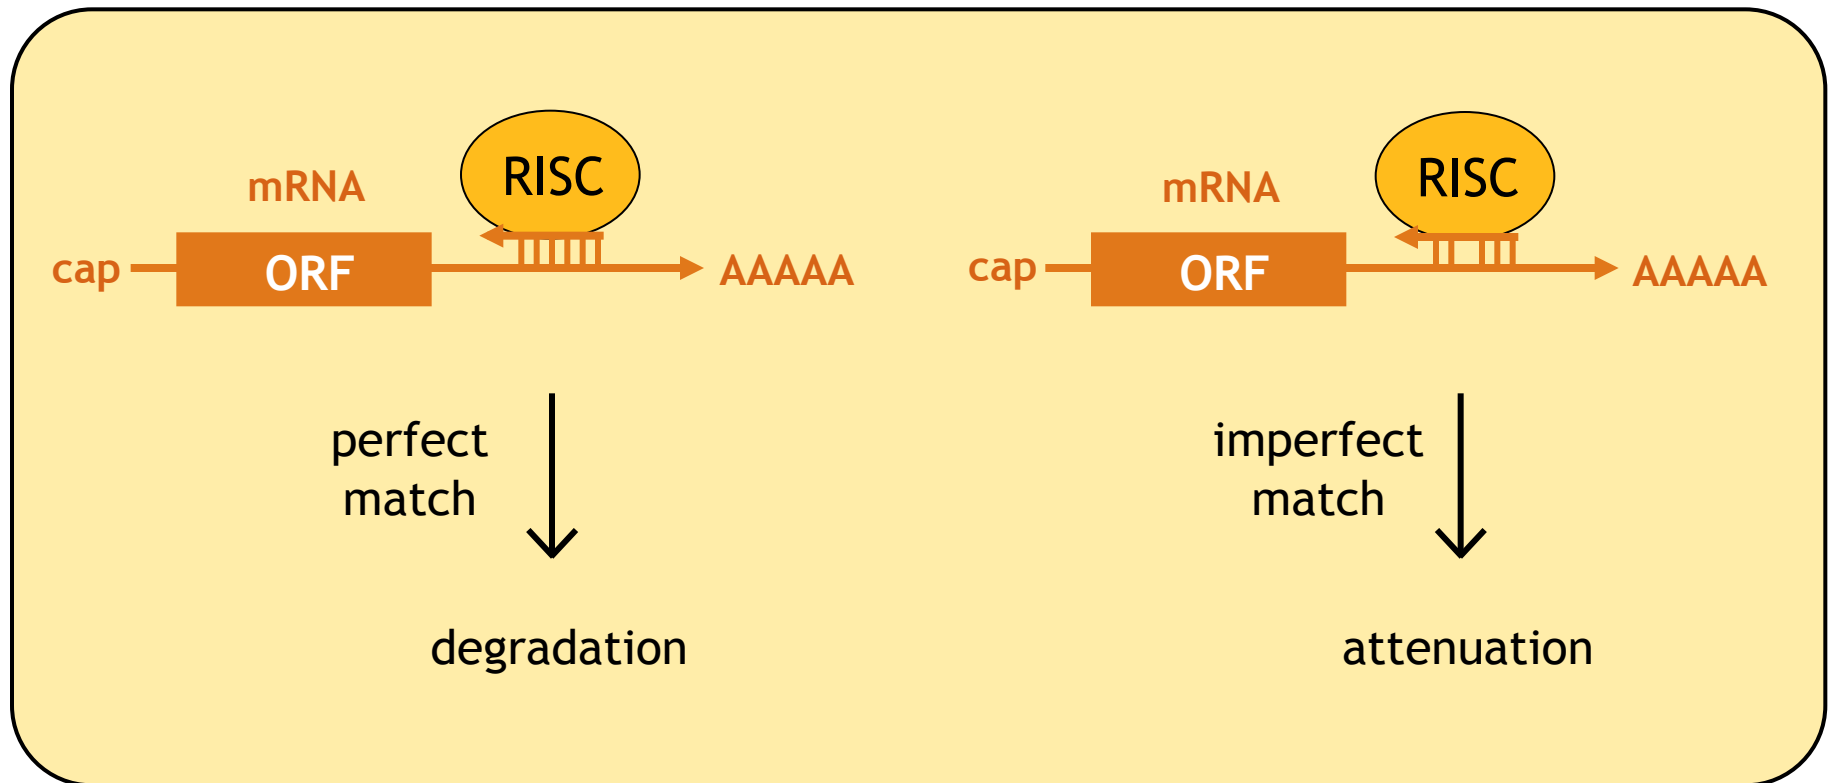 mRNA
RISC
cap
ORF
AAAAA
perfect
match
degradation
mRNA
RISC
cap
ORF
AAAAA
imperfect
match
attenuation